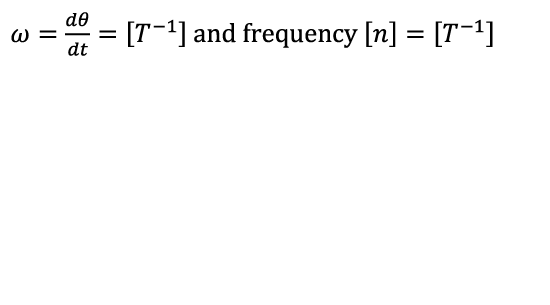 ω = dθ/dt = [T⁻¹] and frequency [n] = [T⁻¹]